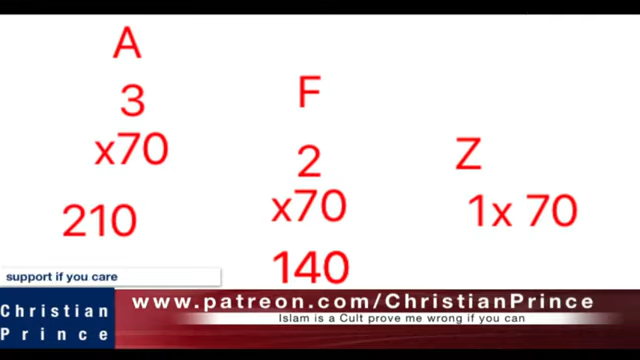 A
3
x70
210
F
2
x70
140
Z
1x 70
support if you care
Christian
Prince
www.patreon.com/ChristianPrince
Islam is a Cult prove me wrong if you can